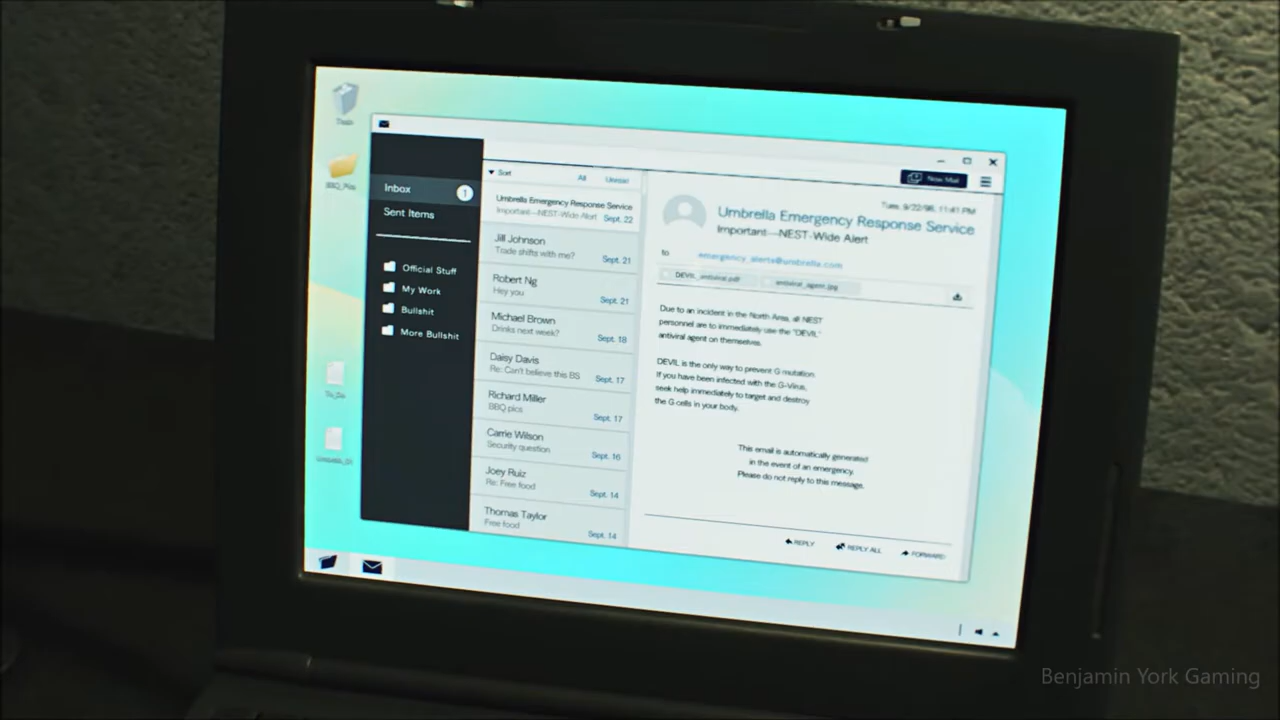 Trash
BBQ_Pics
To_Do
Inbox
1
Sent Items
Official Stuff
My Work
Bullshit
More Bullshit
Sort
All
Unread
Umbrella Emergency Response Service
Important—NEST-Wide Alert
Sept. 22
Jill Johnson
Trade shifts with me?
Sept. 21
Robert Ng
Hey you
Sept. 21
Michael Brown
Drinks next week?
Sept. 18
Daisy Davis
Re: Can't believe this BS
Sept. 17
Richard Miller
BBQ pics
Sept. 17
Carrie Wilson
Security question
Sept. 16
Joey Ruiz
Re: Free food
Sept. 14
Thomas Taylor
Free food
Sept. 14
New Mail
Tues, 9/22/98, 11:41 PM
Umbrella Emergency Response Service
Important—NEST-Wide Alert
to
emergency_alerts@umbrella.com
DEVIL_antiviral.pdf
antiviral_agent.jpg
Due to an incident in the North Area, all NEST
personnel are to immediately use the "DEVIL"
antiviral agent on themselves.
DEVIL is the only way to prevent G mutation.
If you have been infected with the G-Virus,
seek help immediately to target and destroy
the G cells in your body.
This email is automatically generated
in the event of an emergency.
Please do not reply to this message.
REPLY
REPLY ALL
FORWARD
Benjamin York Gaming